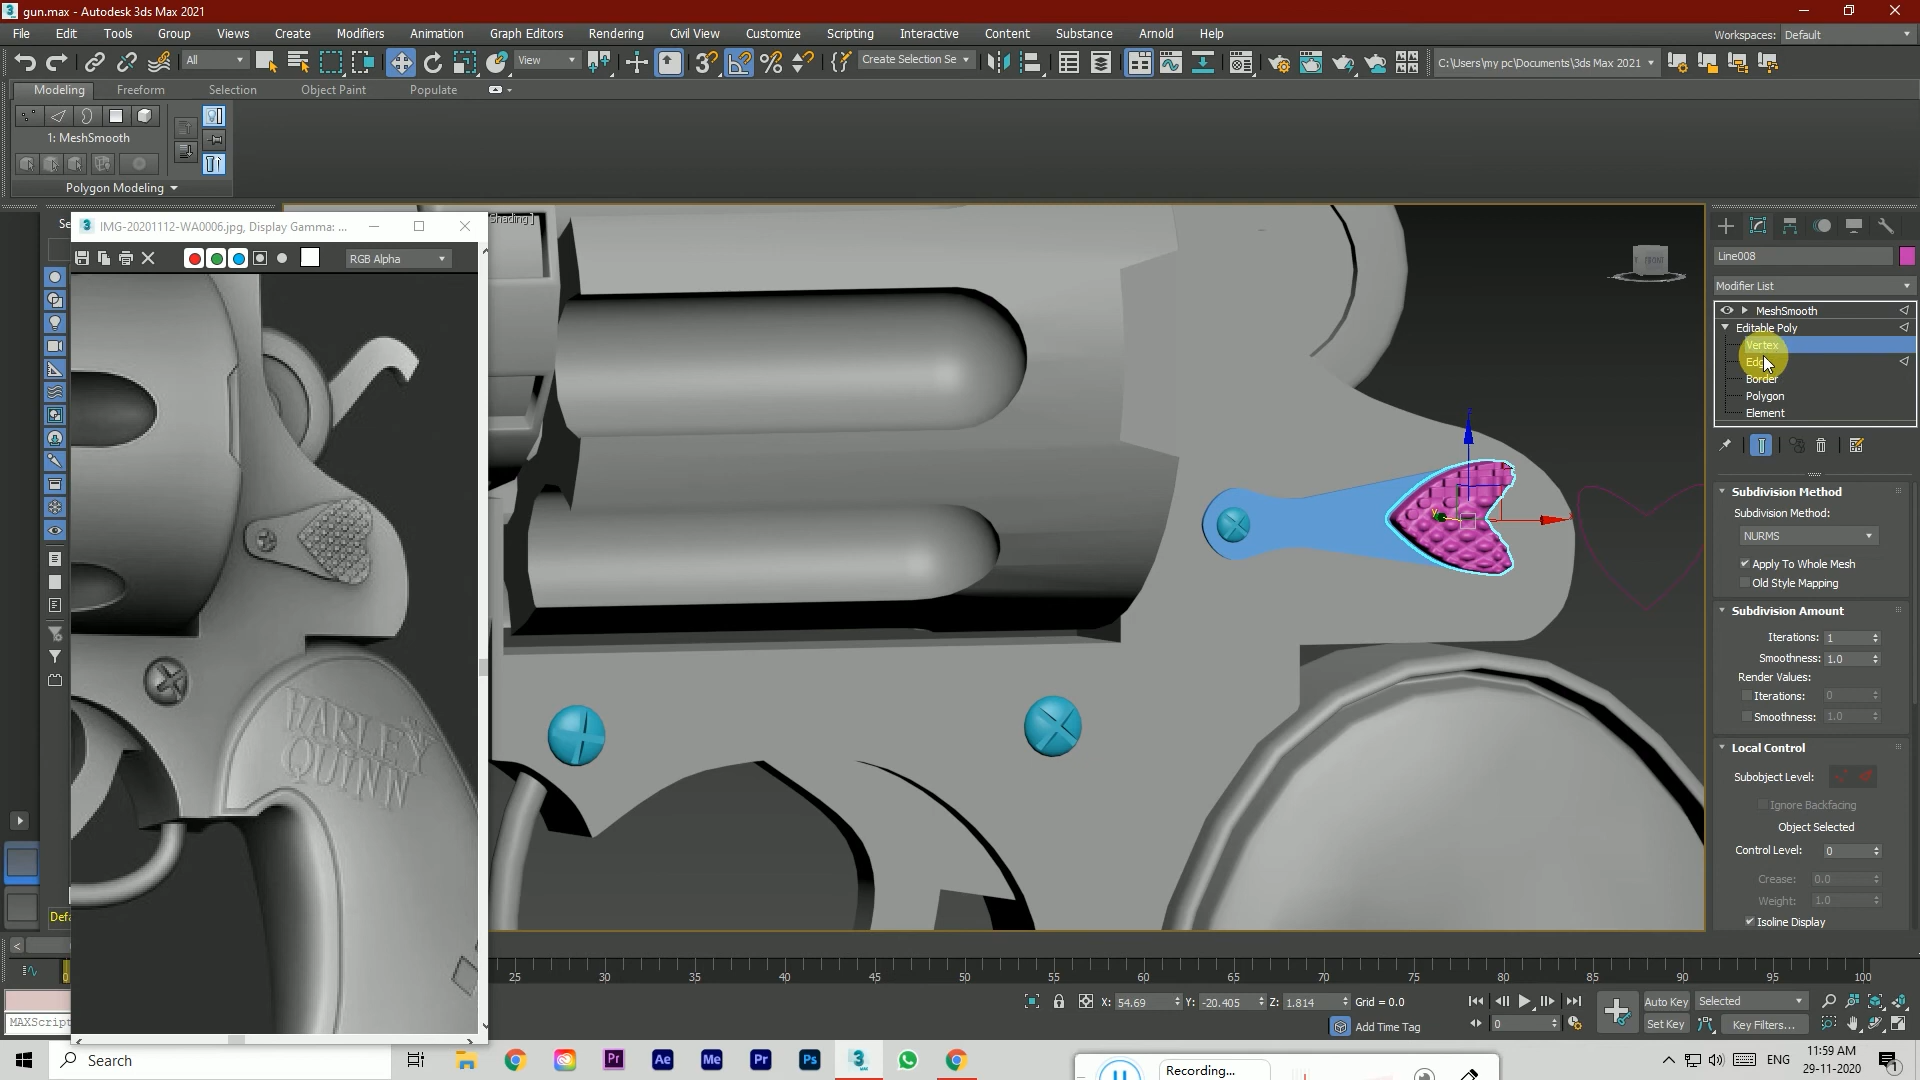 gun.max - Autodesk 3ds Max 2021
File Edit Tools Group Views Create Modifiers Animation Graph Editors Rendering Civil View Customize Scripting Interactive Content Substance Arnold Help
Workspaces: Default
All View Create Selection Se C:\Users\my pc\Documents\3ds Max 2021
Modeling Freeform Selection Object Paint Populate
1: MeshSmooth
Polygon Modeling
Se
IMG-20201112-WA0006.jpg, Display Gamma: ...
Shading ]
RGB Alpha
HARLEY
QUINN
FRONT
Line008
Modifier List
MeshSmooth
Editable Poly
Vertex
Border
Polygon
Element
Subdivision Method
Subdivision Method:
NURMS
Apply To Whole Mesh
Old Style Mapping
Subdivision Amount
Iterations: 1
Smoothness: 1.0
Render Values:
Iterations: 0
Smoothness: 1.0
Local Control
Subobject Level:
Ignore Backfacing
Object Selected
Control Level: 0
Crease: 0.0
Weight: 1.0
Isoline Display
Defa
0 25 30 35 40 45 50 55 60 65 70 75 80 85 90 95 100
X: 54.69 Y: -20.405 Z: 1.814 Grid = 0.0
Add Time Tag
Auto Key Selected
0 Set Key Key Filters...
MAXScript
Search
Recording...
ENG
11:59 AM
29-11-2020